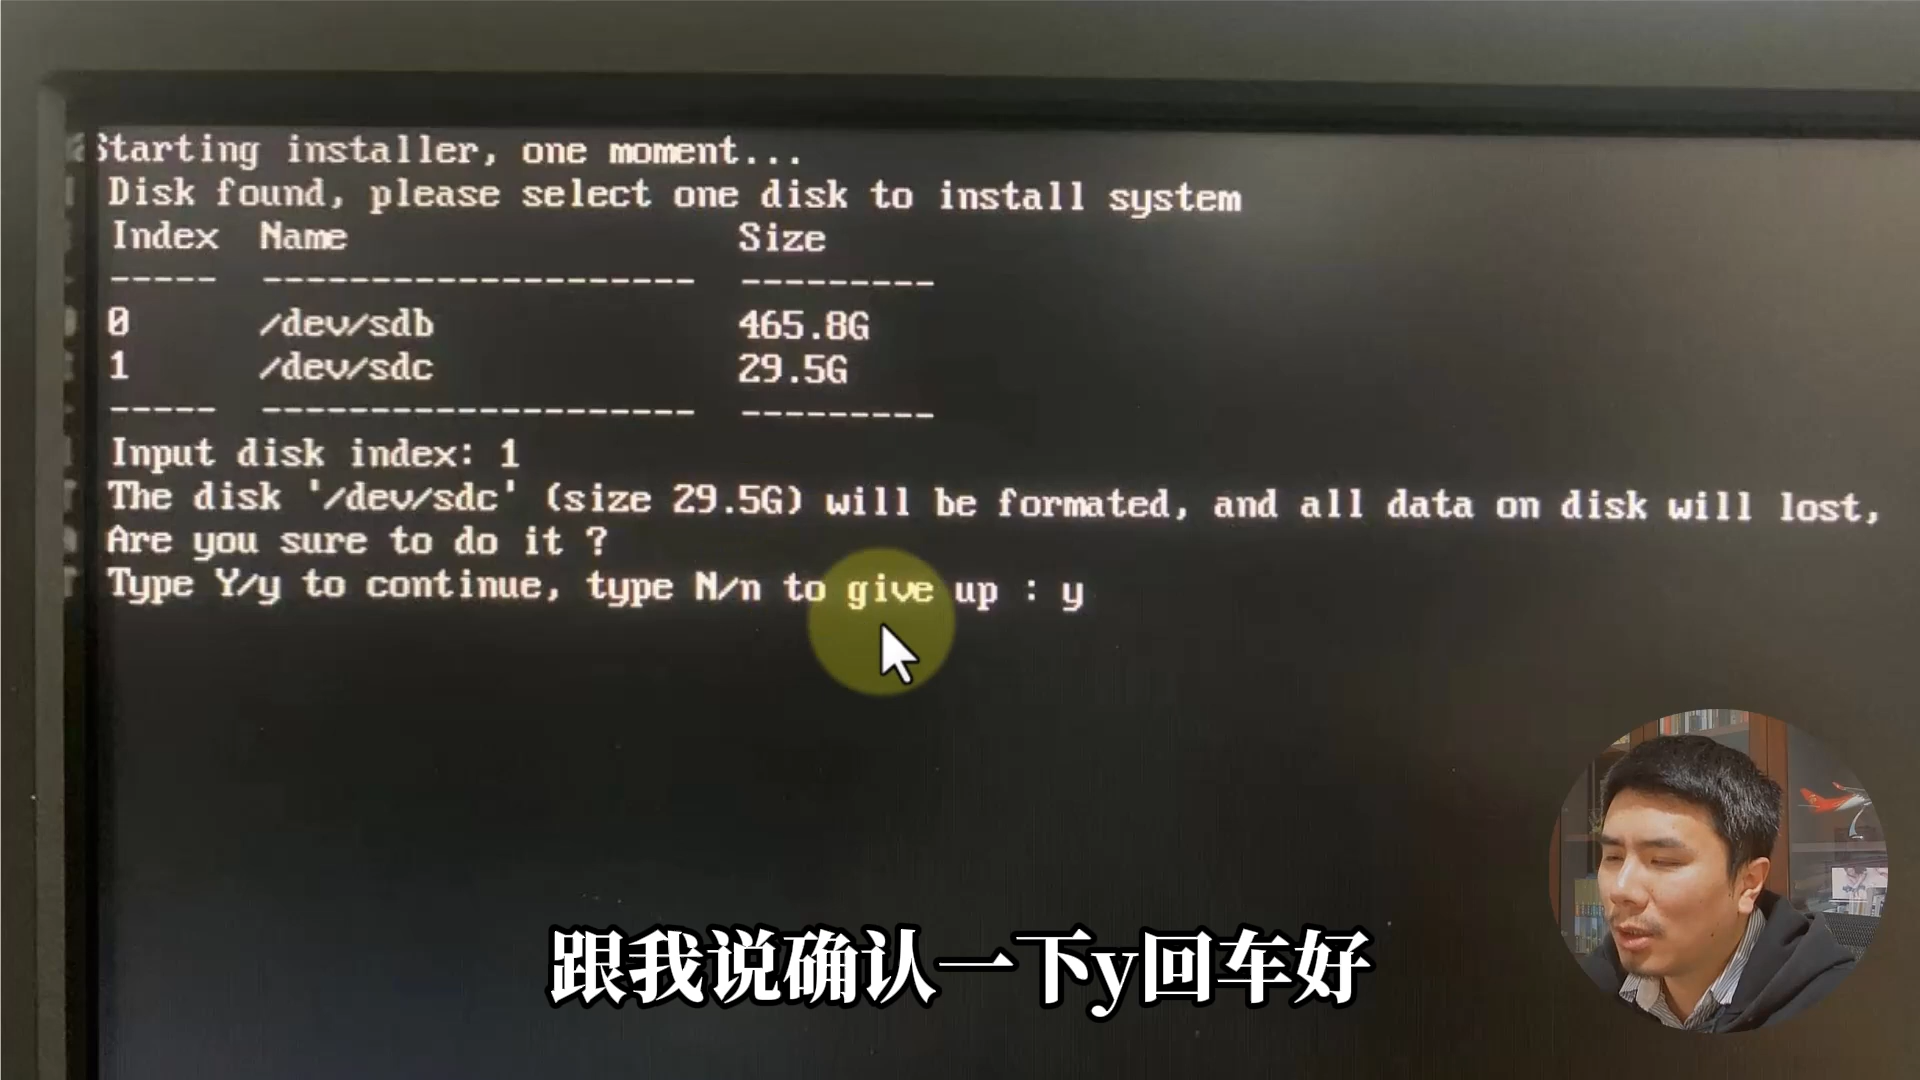 Starting installer, one moment...
Disk found, please select one disk to install system
Index Name Size
----- -------------------- ---------
0 /dev/sdb 465.8G
1 /dev/sdc 29.5G
----- -------------------- ---------
Input disk index: 1
The disk '/dev/sdc' (size 29.5G) will be formated, and all data on disk will lost,
Are you sure to do it ?
Type Y/y to continue, type N/n to give up : y
跟我说确认一下y回车好